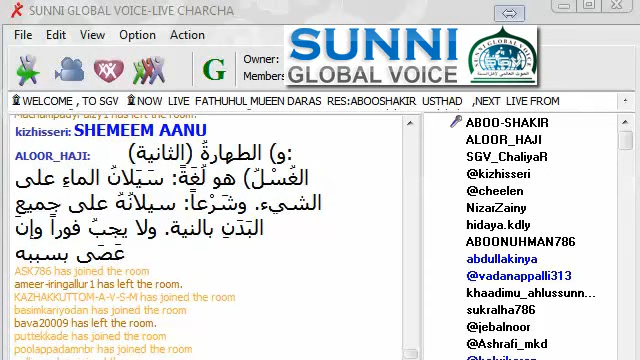 SUNNI GLOBAL VOICE-LIVE CHARCHA
File Edit View Option Action
G Owner:
Members
SUNNI
GLOBAL VOICE
WELCOME , TO SGV NOW LIVE FATHUHUL MUEEN DARAS RES:ABOOSHAKIR USTHAD ,NEXT LIVE FROM
kizhisseri: SHEMEEM AANU
ALOOR_HAJI: و) الطهارةُ (الثانية):
الغُسْلُ) هو لُغَةً: سَيَلانُ الماءِ على
الشيء. وشَرْعاً: سيلانُهُ على جميعِ
البَدَنِ بالنية. ولا يجبُ فوراً وإن
عَصَى بسببه
ASK786 has joined the room
ameer-iringallur1 has left the room.
KAZHAKKUTTOM-A-V-S-M has joined the room
basimkariyodan has joined the room
bava20009 has left the room.
puttekkade has joined the room
poolappadamnbr has joined the room
ABOO-SHAKIR
ALOOR_HAJI
SGV_ChaliyaR
@kizhisseri
@cheelen
NizarZainy
hidaya.kdly
ABOONUHMAN786
abdullakinya
@vadanappalli313
khaadimu_ahlussunn...
sukralha786
@jebalnoor
@Ashrafi_mkd